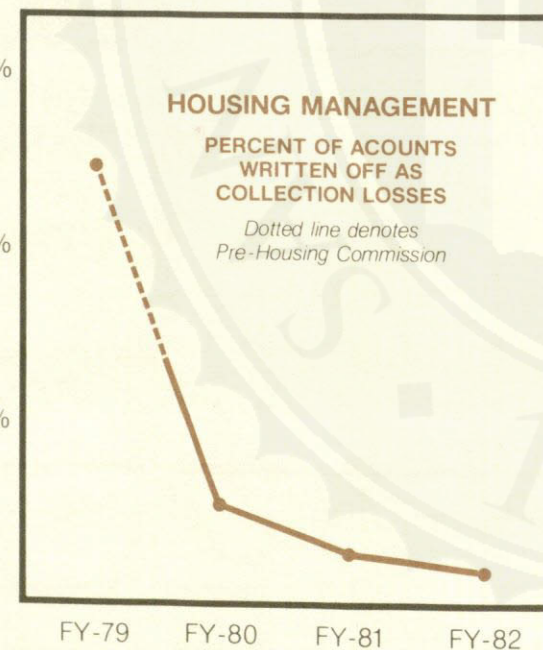 %
HOUSING MANAGEMENT
PERCENT OF ACOUNTS
WRITTEN OFF AS
COLLECTION LOSSES
Dotted line denotes
Pre-Housing Commission
%
%
FY-79 FY-80 FY-81 FY-82